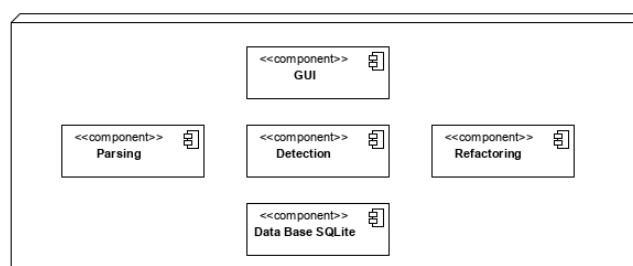 <<component>>
GUI
<<component>>
Parsing
<<component>>
Detection
<<component>>
Refactoring
<<component>>
Data Base SQLite